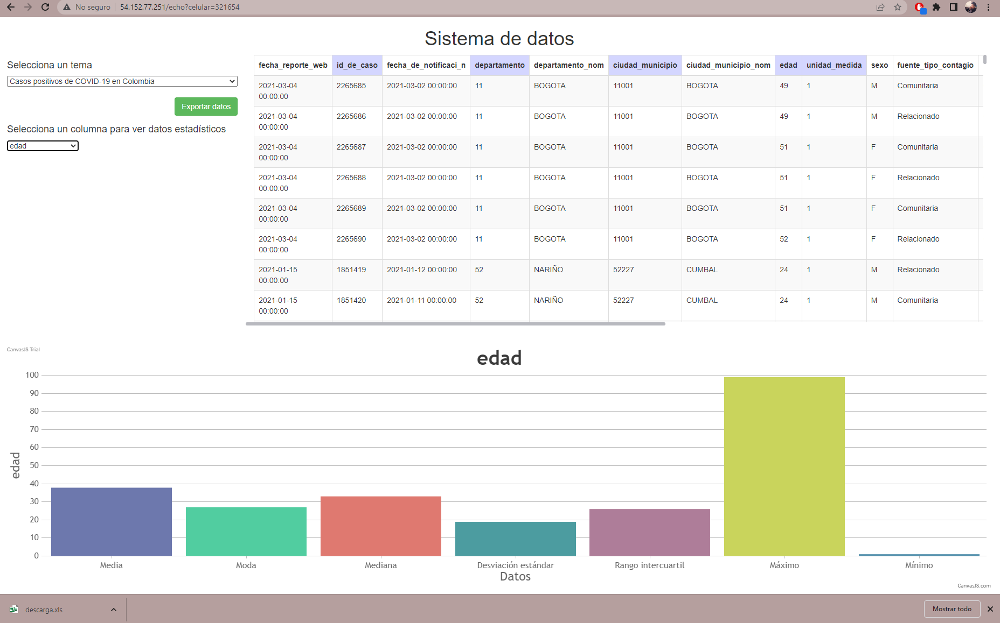 No seguro
54.152.77.251/echo?celular=321654
Sistema de datos
Selecciona un tema
Casos positivos de COVID-19 en Colombia
Exportar datos
Selecciona un columna para ver datos estadísticos
edad
fecha_reporte_web id_de_caso fecha_de_notificaci_n departamento departamento_nom ciudad_municipio ciudad_municipio_nom edad unidad_medida sexo fuente_tipo_contagio
2021-03-04 2265685 2021-03-02 00:00:00 11 BOGOTA 11001 BOGOTA 49 1 M Comunitaria
00:00:00
2021-03-04 2265686 2021-03-02 00:00:00 11 BOGOTA 11001 BOGOTA 49 1 M Relacionado
00:00:00
2021-03-04 2265687 2021-03-02 00:00:00 11 BOGOTA 11001 BOGOTA 51 1 F Comunitaria
00:00:00
2021-03-04 2265688 2021-03-02 00:00:00 11 BOGOTA 11001 BOGOTA 51 1 F Relacionado
00:00:00
2021-03-04 2265689 2021-03-02 00:00:00 11 BOGOTA 11001 BOGOTA 51 1 F Comunitaria
00:00:00
2021-03-04 2265690 2021-03-02 00:00:00 11 BOGOTA 11001 BOGOTA 52 1 F Relacionado
00:00:00
2021-01-15 1851419 2021-01-12 00:00:00 52 NARIÑO 52227 CUMBAL 24 1 M Relacionado
00:00:00
2021-01-15 1851420 2021-01-11 00:00:00 52 NARIÑO 52227 CUMBAL 24 1 M Comunitaria
00:00:00
CanvasJS Trial
edad
100
90
80
70
60
50
40
30
20
10
0
edad
Media Moda Mediana Desviación estándar Rango intercuartil Máximo Mínimo
Datos
CanvasJS.com
descarga.xls
Mostrar todo